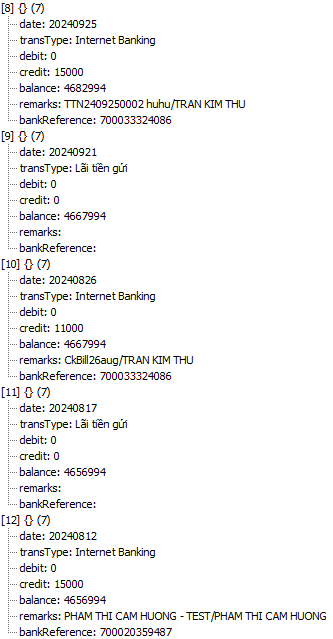 [8] {} (7)
date: 20240925
transType: Internet Banking
debit: 0
credit: 15000
balance: 4682994
remarks: TTN2409250002 huhu/TRAN KIM THU
bankReference: 700033324086
[9] {} (7)
date: 20240921
transType: Lãi tiền gửi
debit: 0
credit: 0
balance: 4667994
remarks:
bankReference:
[10] {} (7)
date: 20240826
transType: Internet Banking
debit: 0
credit: 11000
balance: 4667994
remarks: CkBill26aug/TRAN KIM THU
bankReference: 700033324086
[11] {} (7)
date: 20240817
transType: Lãi tiền gửi
debit: 0
credit: 0
balance: 4656994
remarks:
bankReference:
[12] {} (7)
date: 20240812
transType: Internet Banking
debit: 0
credit: 15000
balance: 4656994
remarks: PHAM THI CAM HUONG - TEST/PHAM THI CAM HUONG
bankReference: 700020359487